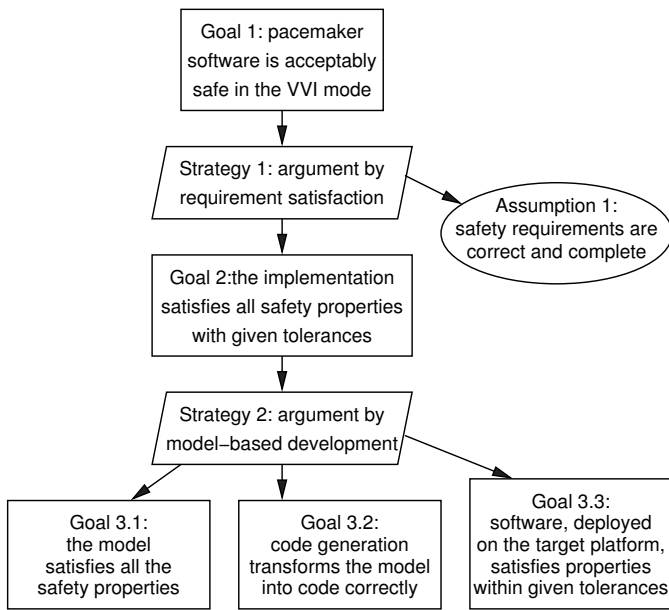 Goal 1: pacemaker
software is acceptably
safe in the VVI mode
Strategy 1: argument by
requirement satisfaction
Assumption 1:
safety requirements are
correct and complete
Goal 2:the implementation
satisfies all safety properties
with given tolerances
Strategy 2: argument by
model−based development
Goal 3.1:
the model
satisfies all the
safety properties
Goal 3.2:
code generation
transforms the model
into code correctly
Goal 3.3:
software, deployed
on the target platform,
satisfies properties
within given tolerances